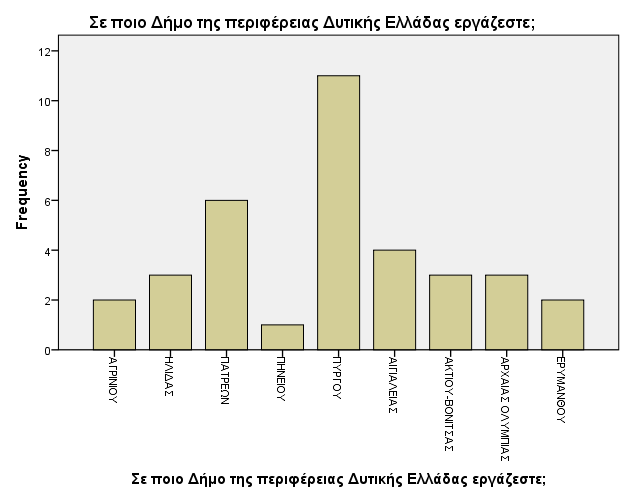 Σε ποιο Δήμο της περιφέρειας Δυτικής Ελλάδας εργάζεστε;
12
10
8
6
4
2
0
Frequency
ΑΓΡΙΝΙΟΥ
ΗΛΙΔΑΣ
ΠΑΤΡΕΩΝ
ΠΗΝΕΙΟΥ
ΠΥΡΓΟΥ
ΑΙΓΙΑΛΕΙΑΣ
ΑΚΤΙΟΥ-ΒΟΝΙΤΣΑΣ
ΑΡΧΑΙΑΣ ΟΛΥΜΠΙΑΣ
ΕΡΥΜΑΝΘΟΥ
Σε ποιο Δήμο της περιφέρειας Δυτικής Ελλάδας εργάζεστε;